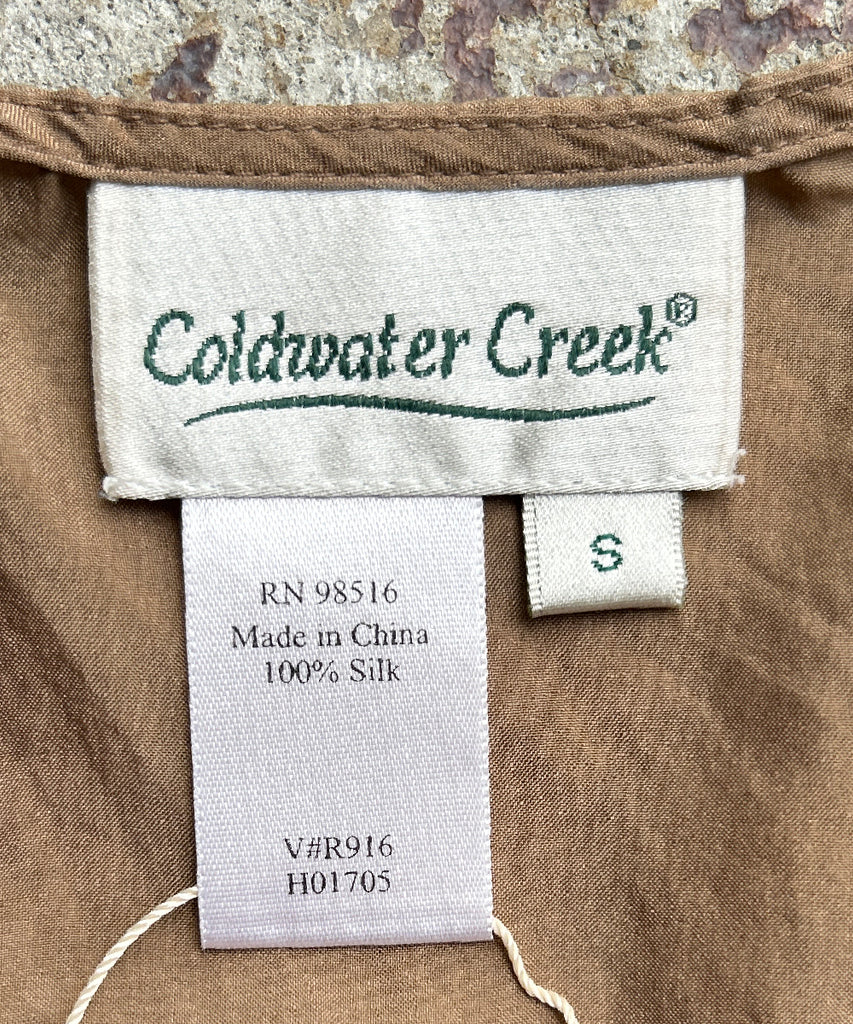 Coldwater Creek®
S
RN 98516
Made in China
100% Silk
V#R916
H01705